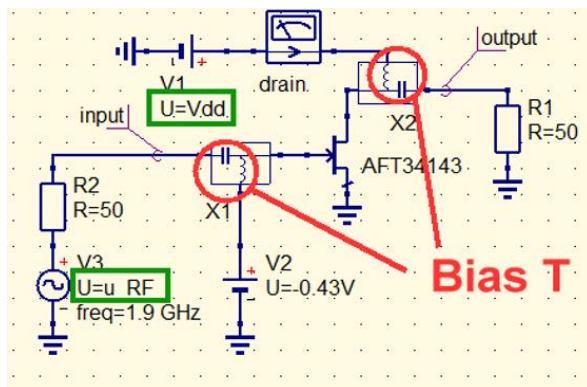 output
V1
drain
U=Vdd
input
X2
R1
R=50
AFT34143
R2
R=50
X1
Bias T
V3
V2
U=u_RF
U=-0.43V
freq=1.9 GHz